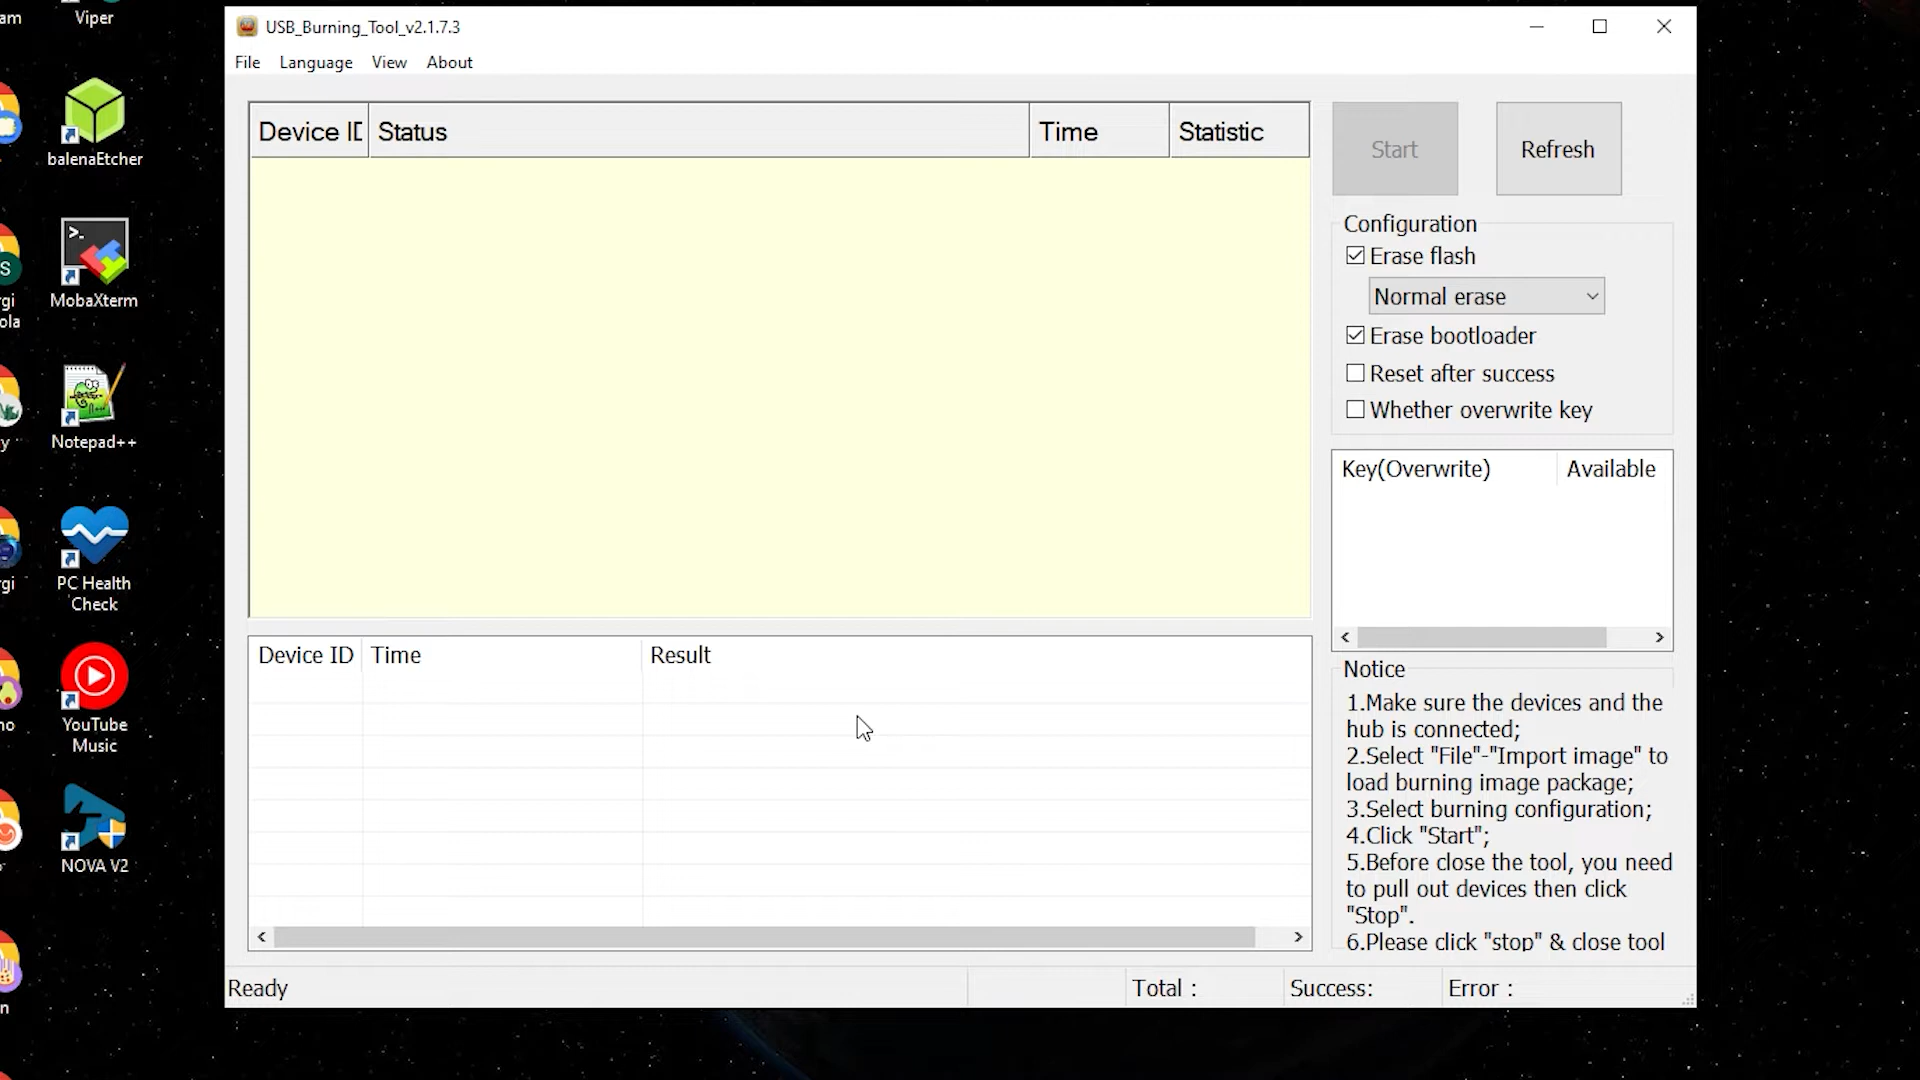 am
Viper
balenaEtcher
MobaXterm
rgi
ola
S
Notepad++
y
PC Health
Check
rgi
YouTube
Music
no
NOVA V2
n
USB_Burning_Tool_v2.1.7.3
File Language View About
Device ID Status Time Statistic
Device ID Time Result
Start Refresh
Configuration
Erase flash
Normal erase
Erase bootloader
Reset after success
Whether overwrite key
Key(Overwrite) Available
Notice
1.Make sure the devices and the
hub is connected;
2.Select "File"-"Import image" to
load burning image package;
3.Select burning configuration;
4.Click "Start";
5.Before close the tool, you need
to pull out devices then click
"Stop".
6.Please click "stop" & close tool
Ready Total : Success: Error :